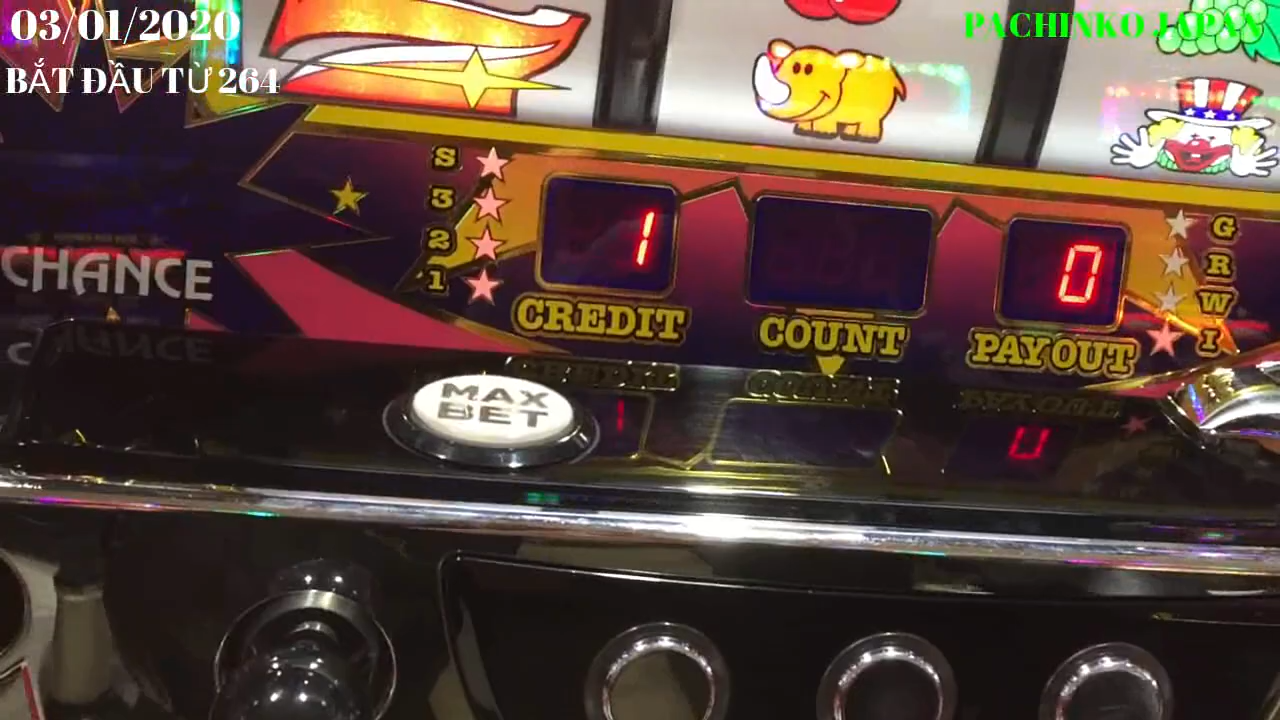 03/01/2020
BẮT ĐẦU TỪ 264
PACHINKO JAPAN
7
S
3
2
1
CHANCE
1
CREDIT
COUNT
0
PAYOUT
G
R
W
I
MAX
BET